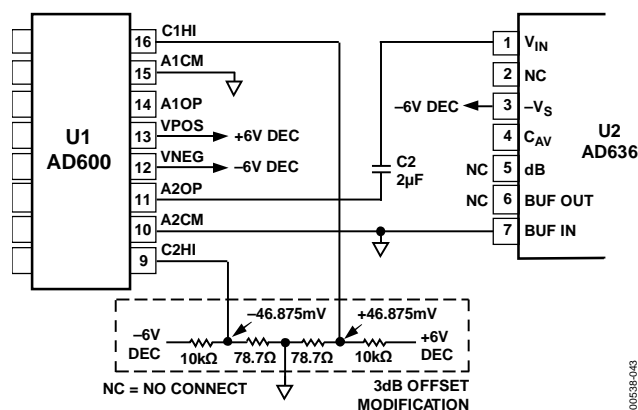 C1HI
16
A1CM
15
A1OP
14
U1
AD600
VPOS
13
+6V DEC
VNEG
12
–6V DEC
A2OP
11
A2CM
10
C2HI
9
C2
2µF
U2
AD636
1
VIN
2
NC
–6V DEC
3
–VS
4
CAV
NC
5
dB
NC
6
BUF OUT
7
BUF IN
–46.875mV
+46.875mV
–6V
DEC
+6V
DEC
10kΩ
78.7Ω
78.7Ω
10kΩ
NC = NO CONNECT
3dB OFFSET
MODIFICATION
00538-043